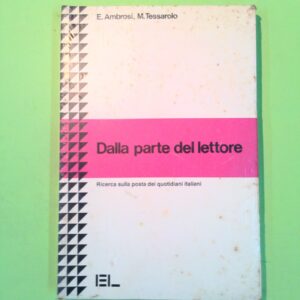 E. Ambrosi, M. Tessarolo
Dalla parte del lettore
Ricerca sulla posta dei quotidiani italiani
EL